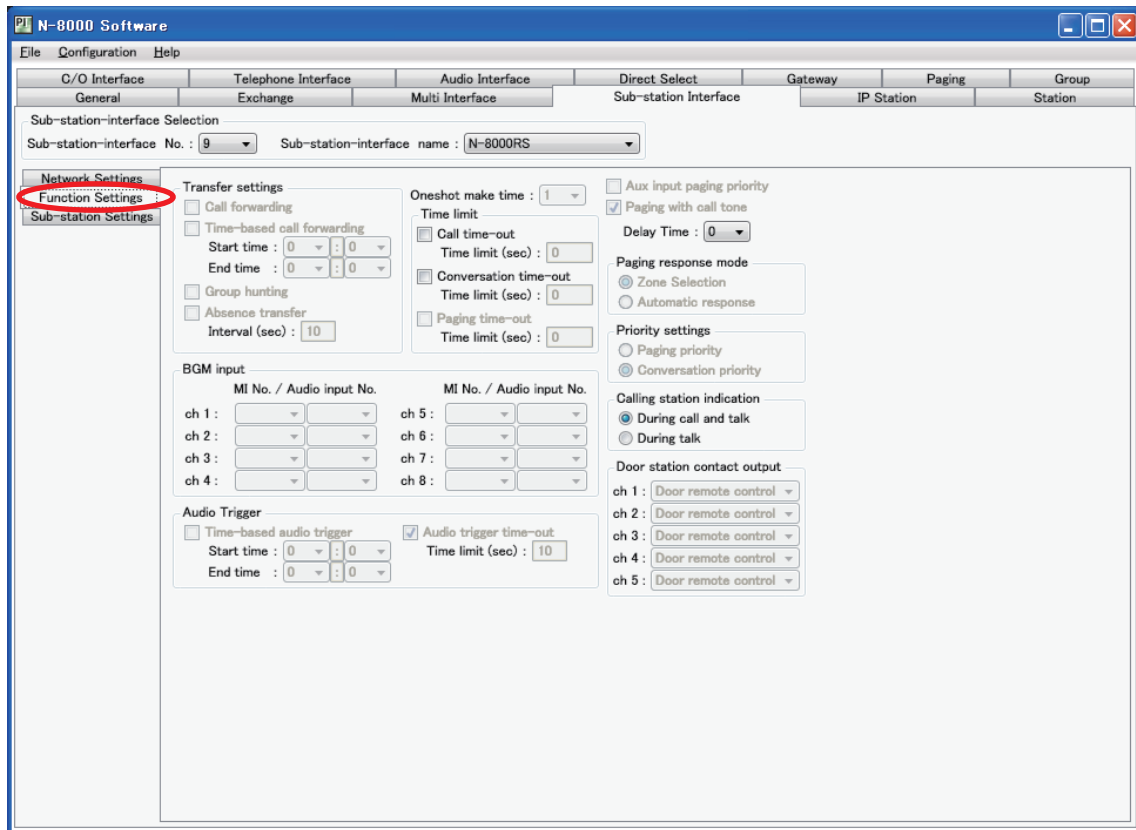 N-8000 Software
File Configuration Help
C/O Interface Telephone Interface Audio Interface Direct Select Gateway Paging Group
General Exchange Multi Interface Sub-station Interface IP Station Station
Sub-station-interface Selection
Sub-station-interface No. : 9 Sub-station-interface name : N-8000RS
Network Settings
Function Settings
Sub-station Settings
Transfer settings
Call forwarding
Time-based call forwarding
Start time : 0 : 0
End time : 0 : 0
Group hunting
Absence transfer
Interval (sec) : 10
Oneshot make time : 1
Time limit
Call time-out
Time limit (sec) : 0
Conversation time-out
Time limit (sec) : 0
Paging time-out
Time limit (sec) : 0
BGM input
MI No. / Audio input No. MI No. / Audio input No.
ch 1 : ch 5 :
ch 2 : ch 6 :
ch 3 : ch 7 :
ch 4 : ch 8 :
Audio Trigger
Time-based audio trigger
Start time : 0 : 0
End time : 0 : 0
Audio trigger time-out
Time limit (sec) : 10
Aux input paging priority
Paging with call tone
Delay Time : 0
Paging response mode
Zone Selection
Automatic response
Priority settings
Paging priority
Conversation priority
Calling station indication
During call and talk
During talk
Door station contact output
ch 1 : Door remote control
ch 2 : Door remote control
ch 3 : Door remote control
ch 4 : Door remote control
ch 5 : Door remote control